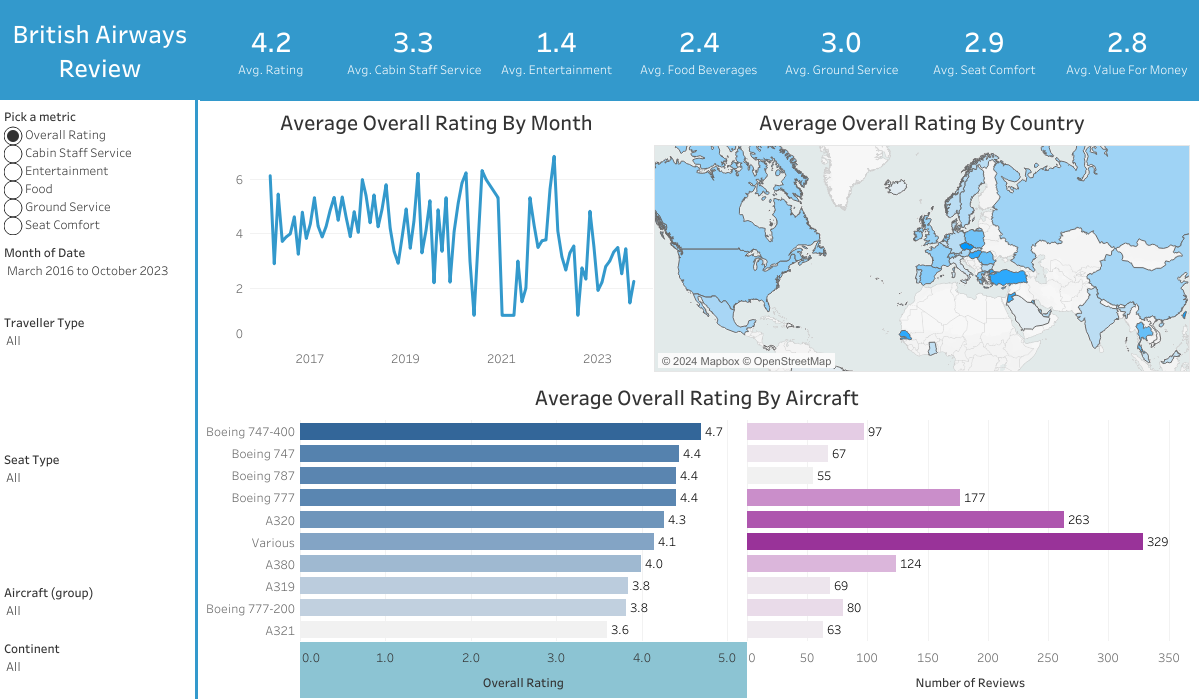 British Airways
Review
4.2
Avg. Rating
3.3
Avg. Cabin Staff Service
1.4
Avg. Entertainment
2.4
Avg. Food Beverages
3.0
Avg. Ground Service
2.9
Avg. Seat Comfort
2.8
Avg. Value For Money
Pick a metric
Overall Rating
Cabin Staff Service
Entertainment
Food
Ground Service
Seat Comfort
Month of Date
March 2016 to October 2023
Traveller Type
All
Seat Type
All
Aircraft (group)
All
Continent
All
Average Overall Rating By Month
6
4
2
0
2017 2019 2021 2023
Average Overall Rating By Country
© 2024 Mapbox © OpenStreetMap
Average Overall Rating By Aircraft
Boeing 747-400 4.7 97
Boeing 747 4.4 67
Boeing 787 4.4 55
Boeing 777 4.4 177
A320 4.3 263
Various 4.1 329
A380 4.0 124
A319 3.8 69
Boeing 777-200 3.8 80
A321 3.6 63
0.0 1.0 2.0 3.0 4.0 5.0 0 50 100 150 200 250 300 350
Overall Rating Number of Reviews